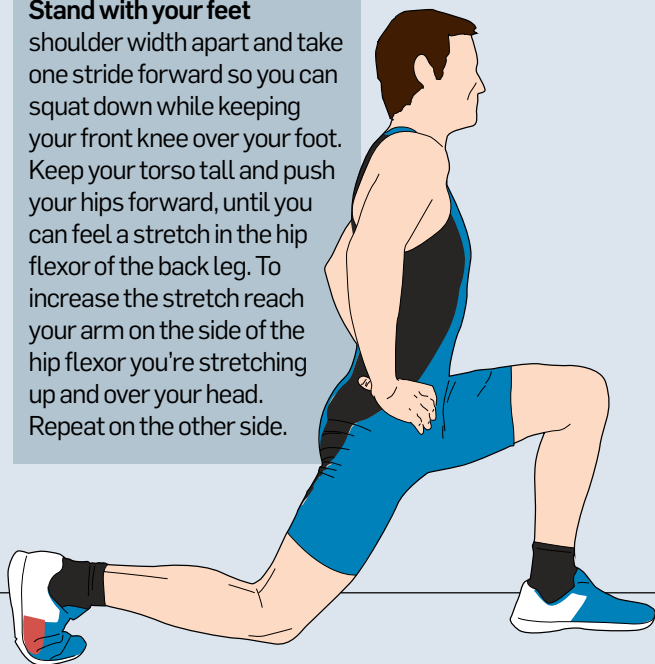 Stand with your feet
shoulder width apart and take
one stride forward so you can
squat down while keeping
your front knee over your foot.
Keep your torso tall and push
your hips forward, until you
can feel a stretch in the hip
flexor of the back leg. To
increase the stretch reach
your arm on the side of the
hip flexor you're stretching
up and over your head.
Repeat on the other side.